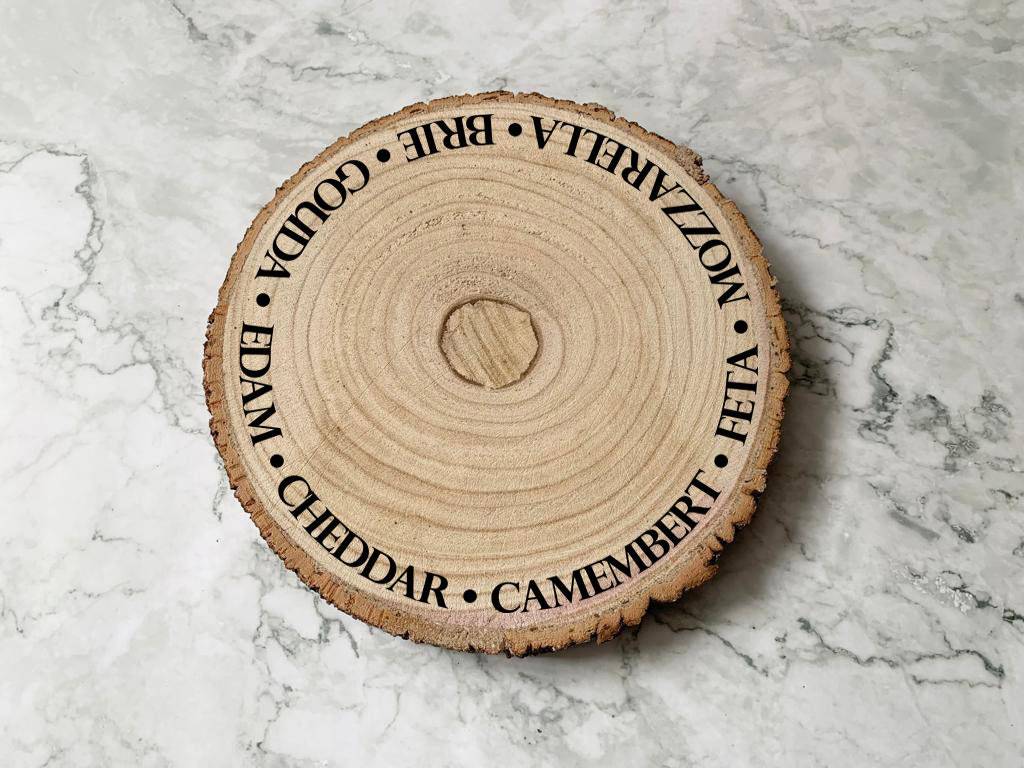 BRIE • GOUDA • EDAM • CHEDDAR • CAMEMBERT • FETA • MOZZARELLA •